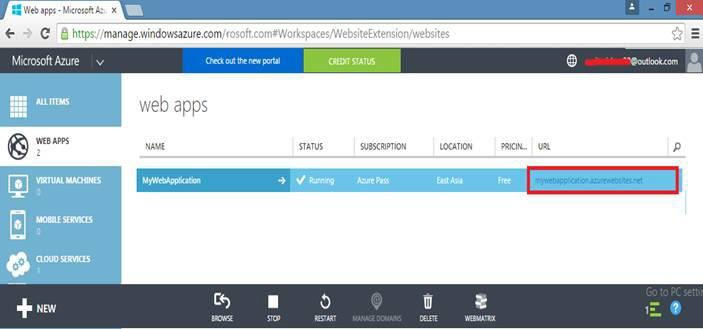 Web apps - Microsoft Azu
https://manage.windowsazure.com/rosoft.com#Workspaces/WebsiteExtension/websites
Microsoft Azure
Check out the new portal
CREDIT STATUS
@outlook.com
ALL ITEMS
WEB APPS
2
VIRTUAL MACHINES
0
MOBILE SERVICES
0
CLOUD SERVICES
1
web apps
NAME STATUS SUBSCRIPTION LOCATION PRICIN... URL
MyWebApplication Running Azure Pass East Asia Free mywebapplication.azurewebsites.net
Go to PC settin
NEW
BROWSE
STOP
RESTART
MANAGE DOMAINS
DELETE
WEBMATRIX
1
?